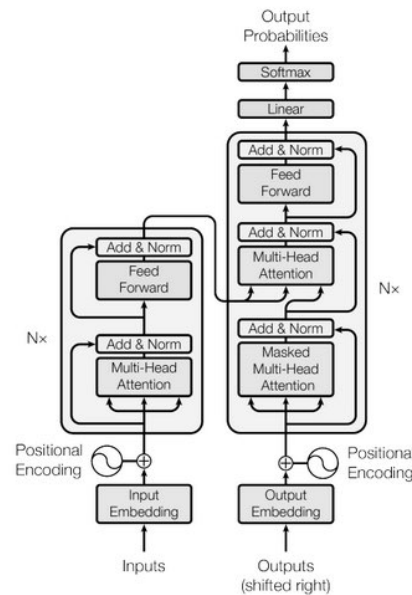 Output
Probabilities
Softmax
Linear
Add & Norm
Feed
Forward
Add & Norm
Multi-Head
Attention
Add & Norm
Masked
Multi-Head
Attention
N×
Positional
Encoding
Output
Embedding
Outputs
(shifted right)
Add & Norm
Feed
Forward
Add & Norm
Multi-Head
Attention
N×
Positional
Encoding
Input
Embedding
Inputs